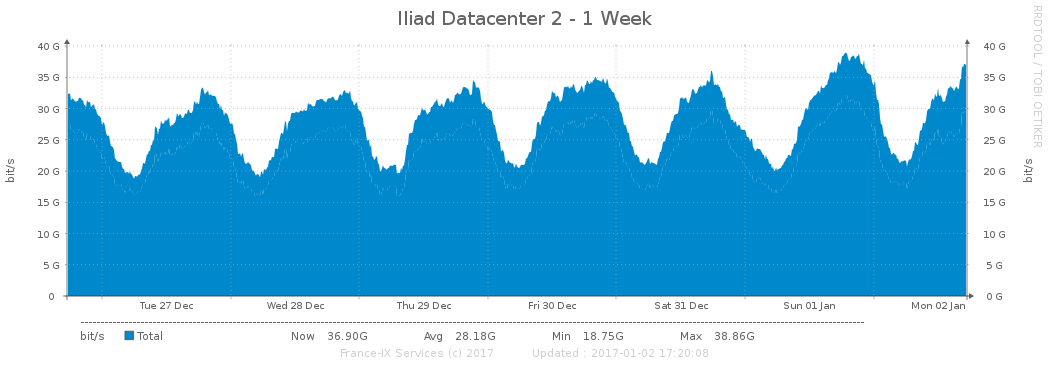 Iliad Datacenter 2 - 1 Week
RRDTOOL / TOBI OETIKER
40 G 40 G
35 G 35 G
30 G 30 G
25 G 25 G
20 G 20 G
15 G 15 G
10 G 10 G
5 G 5 G
0 0 G
bit/s bit/s
Tue 27 Dec Wed 28 Dec Thu 29 Dec Fri 30 Dec Sat 31 Dec Sun 01 Jan Mon 02 Jan
bit/s Total Now 36.90G Avg 28.18G Min 18.75G Max 38.86G
France-IX Services (c) 2017 Updated : 2017-01-02 17:20:08